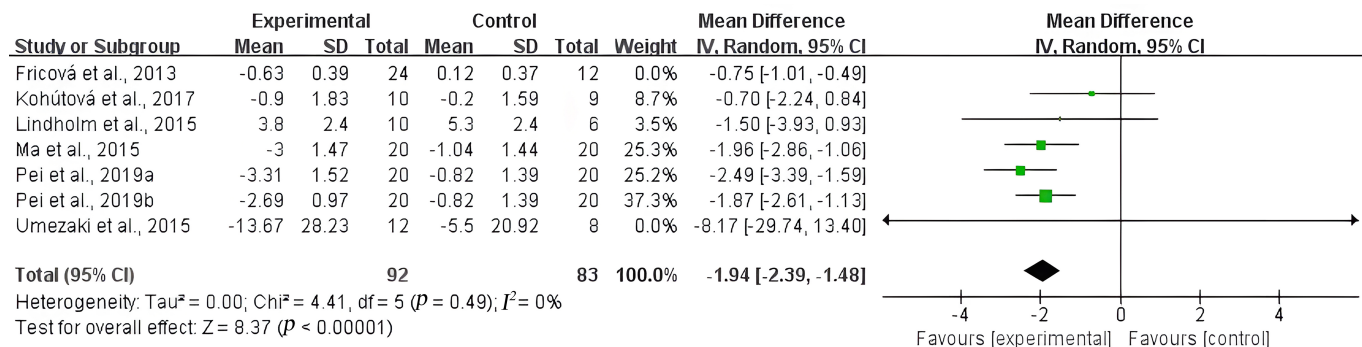 Experimental Control Mean Difference Mean Difference
Study or Subgroup Mean SD Total Mean SD Total Weight IV, Random, 95% CI IV, Random, 95% CI
Fricová et al., 2013 -0.63 0.39 24 0.12 0.37 12 0.0% -0.75 [-1.01, -0.49]
Kohútová et al., 2017 -0.9 1.83 10 -0.2 1.59 9 8.7% -0.70 [-2.24, 0.84]
Lindholm et al., 2015 3.8 2.4 10 5.3 2.4 6 3.5% -1.50 [-3.93, 0.93]
Ma et al., 2015 -3 1.47 20 -1.04 1.44 20 25.3% -1.96 [-2.86, -1.06]
Pei et al., 2019a -3.31 1.52 20 -0.82 1.39 20 25.2% -2.49 [-3.39, -1.59]
Pei et al., 2019b -2.69 0.97 20 -0.82 1.39 20 37.3% -1.87 [-2.61, -1.13]
Umezaki et al., 2015 -13.67 28.23 12 -5.5 20.92 8 0.0% -8.17 [-29.74, 13.40]
Total (95% CI) 92 83 100.0% -1.94 [-2.39, -1.48]
Heterogeneity: Tau² = 0.00; Chi² = 4.41, df = 5 (p = 0.49); I² = 0%
Test for overall effect: Z = 8.37 (p < 0.00001)
-4 -2 0 2 4
Favours [experimental] Favours [control]